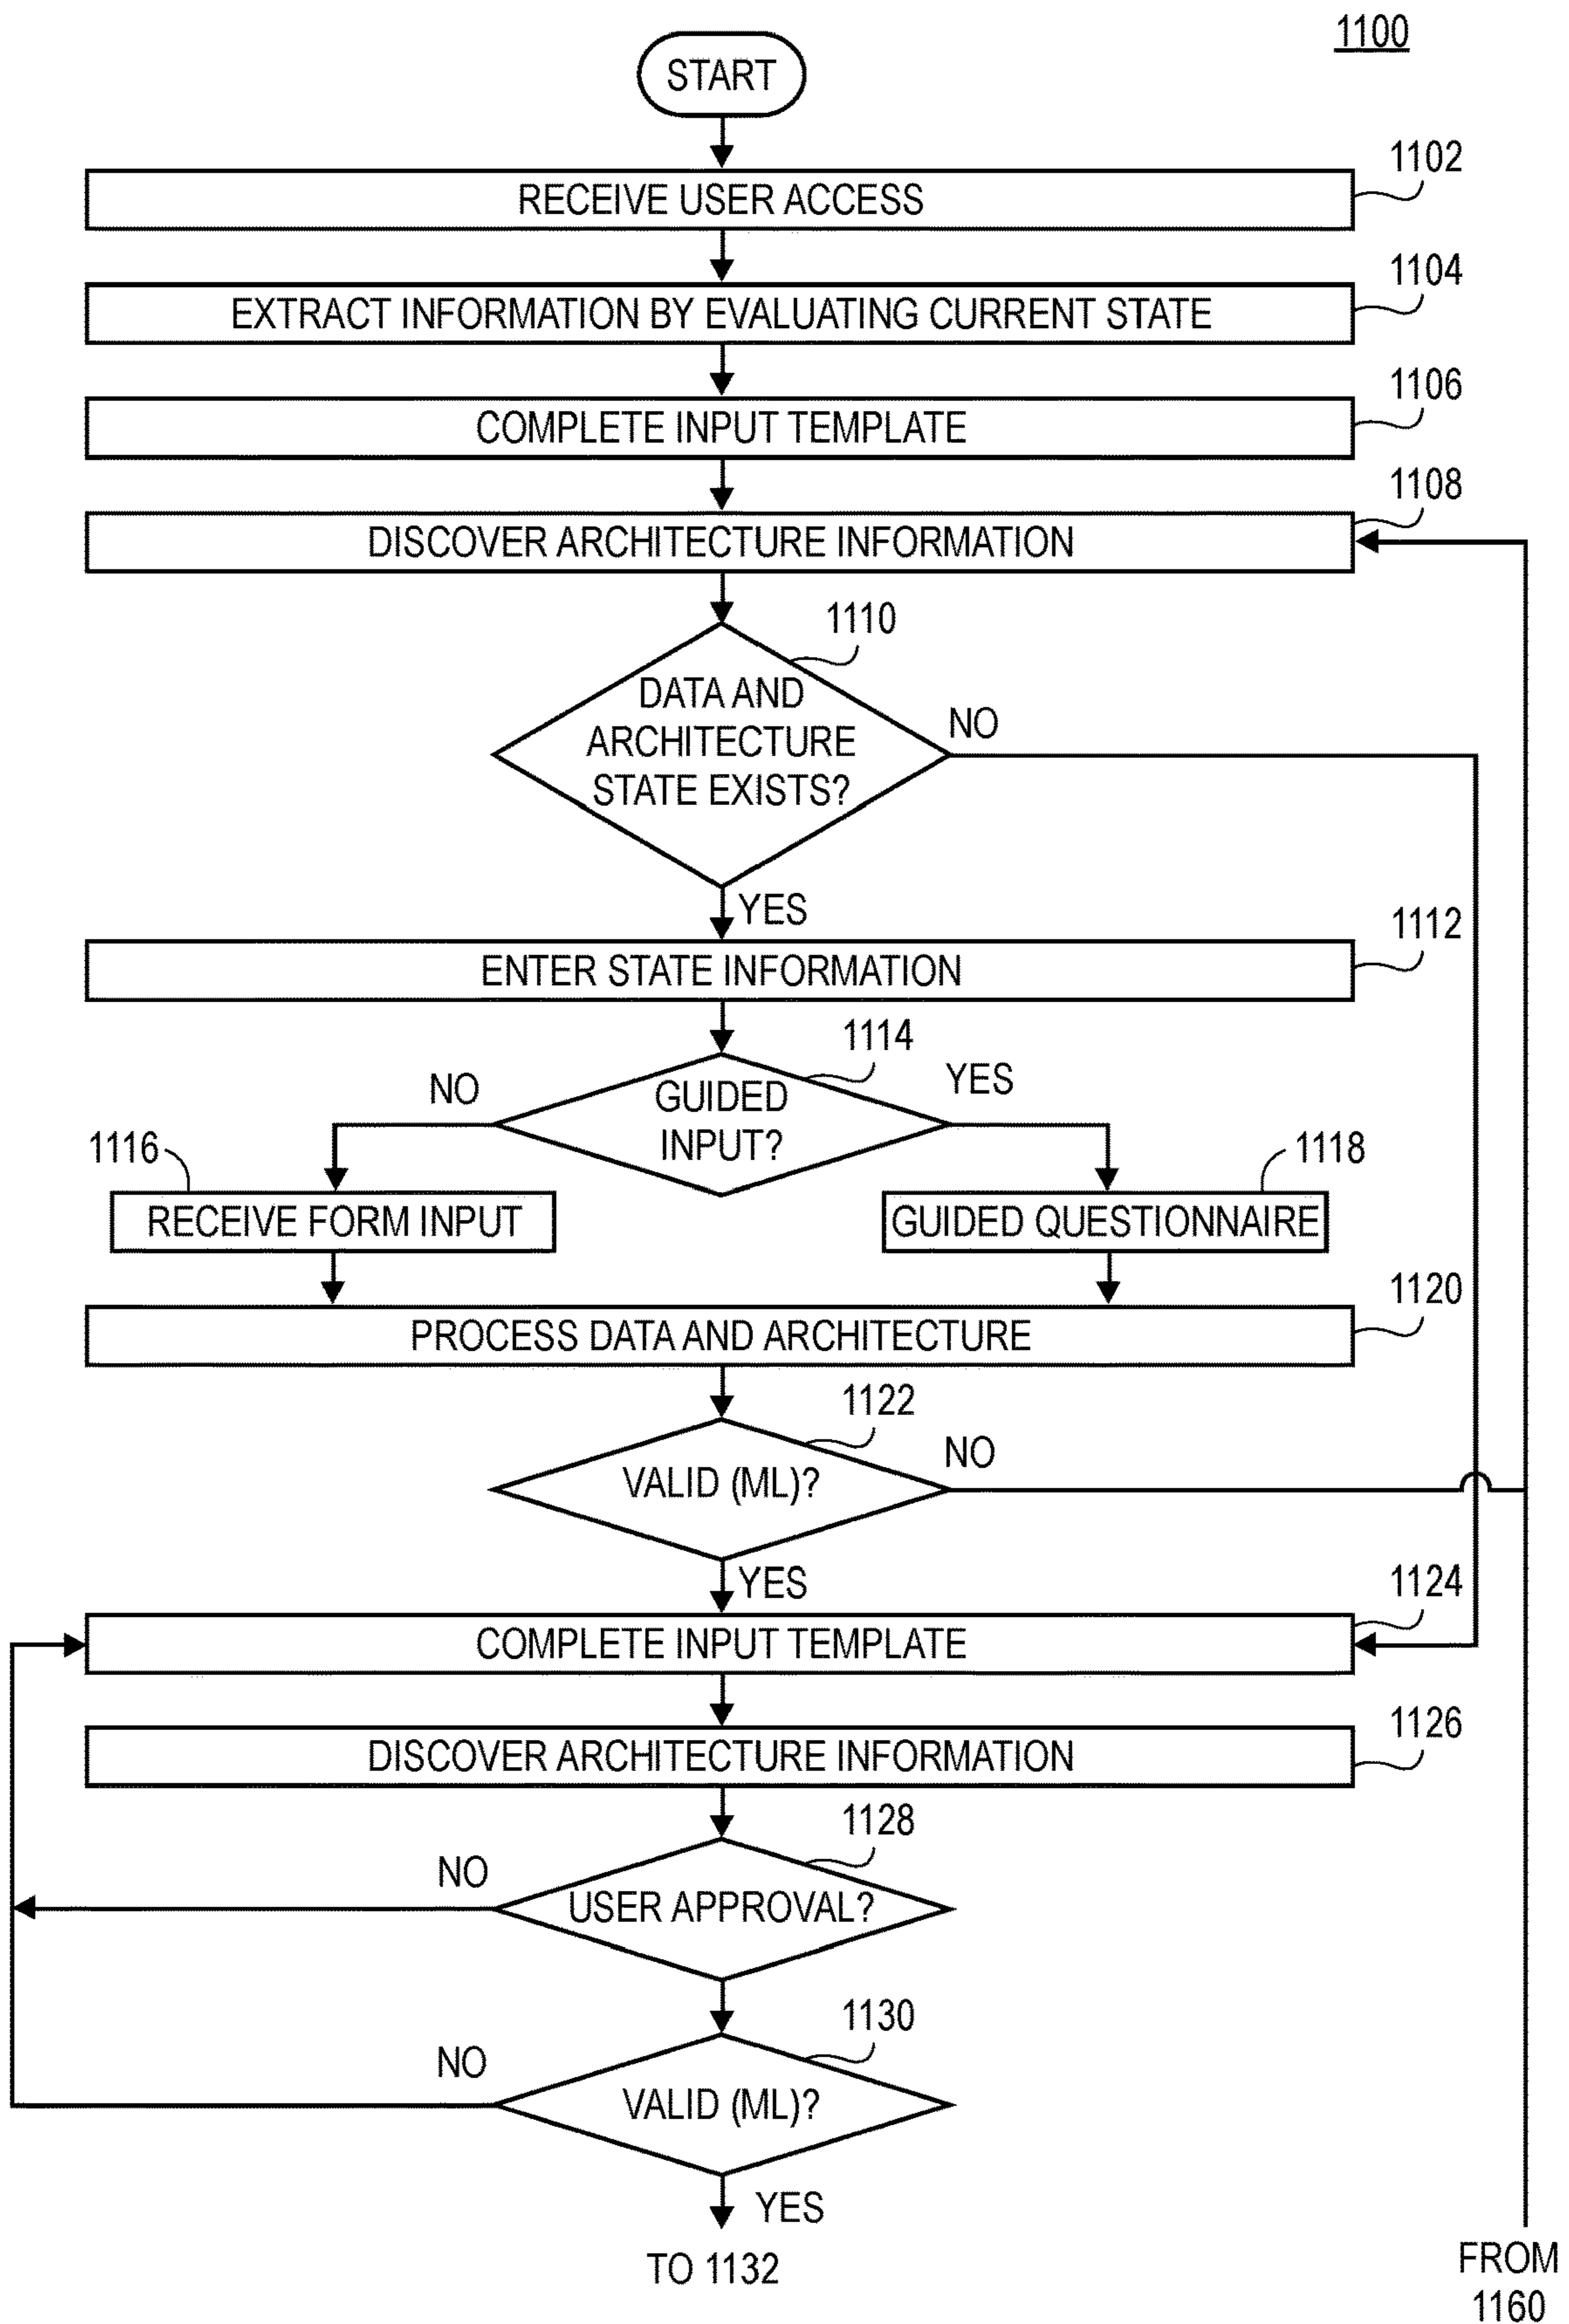 1100
START
1102
RECEIVE USER ACCESS
1104
EXTRACT INFORMATION BY EVALUATING CURRENT STATE
1106
COMPLETE INPUT TEMPLATE
1108
DISCOVER ARCHITECTURE INFORMATION
1110
DATA AND
ARCHITECTURE
STATE EXISTS?
NO
YES
1112
ENTER STATE INFORMATION
1114
NO
GUIDED
INPUT?
YES
1116
1118
RECEIVE FORM INPUT
GUIDED QUESTIONNAIRE
1120
PROCESS DATA AND ARCHITECTURE
1122
VALID (ML)?
NO
YES
1124
COMPLETE INPUT TEMPLATE
1126
DISCOVER ARCHITECTURE INFORMATION
1128
NO
USER APPROVAL?
1130
NO
VALID (ML)?
YES
TO 1132
FROM
1160